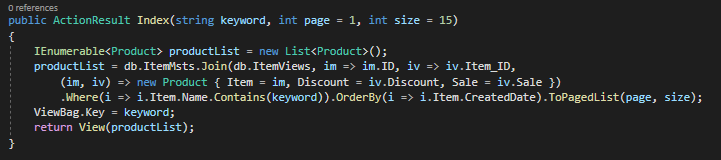 0 references
public ActionResult Index(string keyword, int page = 1, int size = 15)
{
    IEnumerable<Product> productList = new List<Product>();
    productList = db.ItemMsts.Join(db.ItemViews, im => im.ID, iv => iv.Item_ID,
        (im, iv) => new Product { Item = im, Discount = iv.Discount, Sale = iv.Sale })
        .Where(i => i.Item.Name.Contains(keyword)).OrderBy(i => i.Item.CreatedDate).ToPagedList(page, size);
    ViewBag.Key = keyword;
    return View(productList);
}